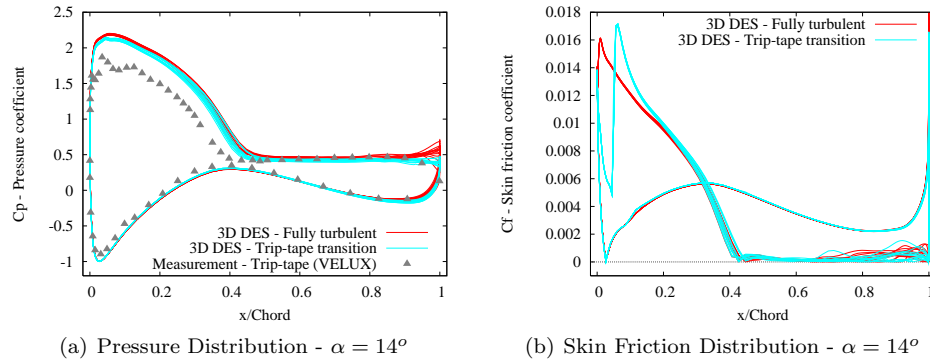 2.5
2
1.5
1
0.5
0
-0.5
-1
Cp - Pressure coefficient
3D DES - Fully turbulent
3D DES - Trip-tape transition
Measurement - Trip-tape (VELUX)
0 0.2 0.4 0.6 0.8 1
x/Chord
(a) Pressure Distribution - α = 14°
0.018
0.016
0.014
0.012
0.01
0.008
0.006
0.004
0.002
0
Cf - Skin friction coefficient
3D DES - Fully turbulent
3D DES - Trip-tape transition
0 0.2 0.4 0.6 0.8 1
x/Chord
(b) Skin Friction Distribution - α = 14°